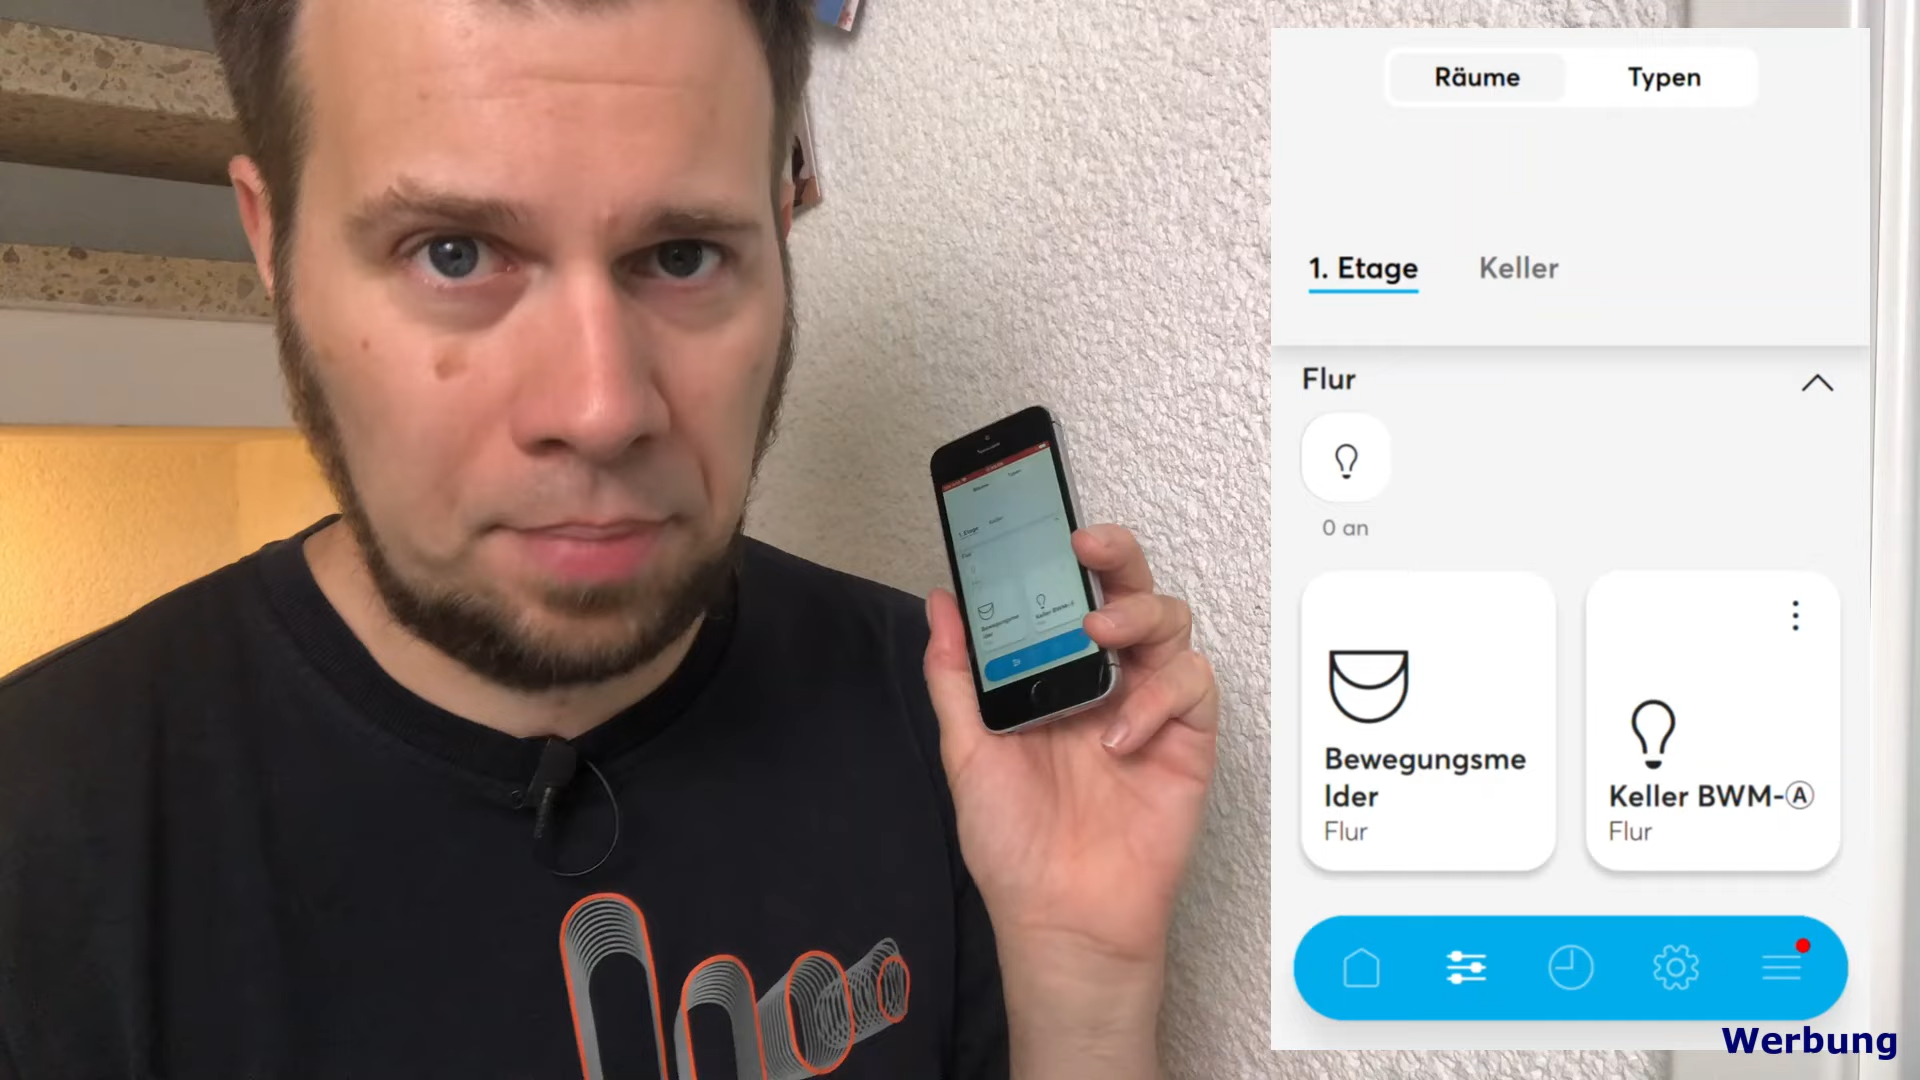 Räume Typen
1. Etage Keller
Flur
0 an
Bewegungsme
lder
Flur
Keller BWM-Ⓐ
Flur
Werbung